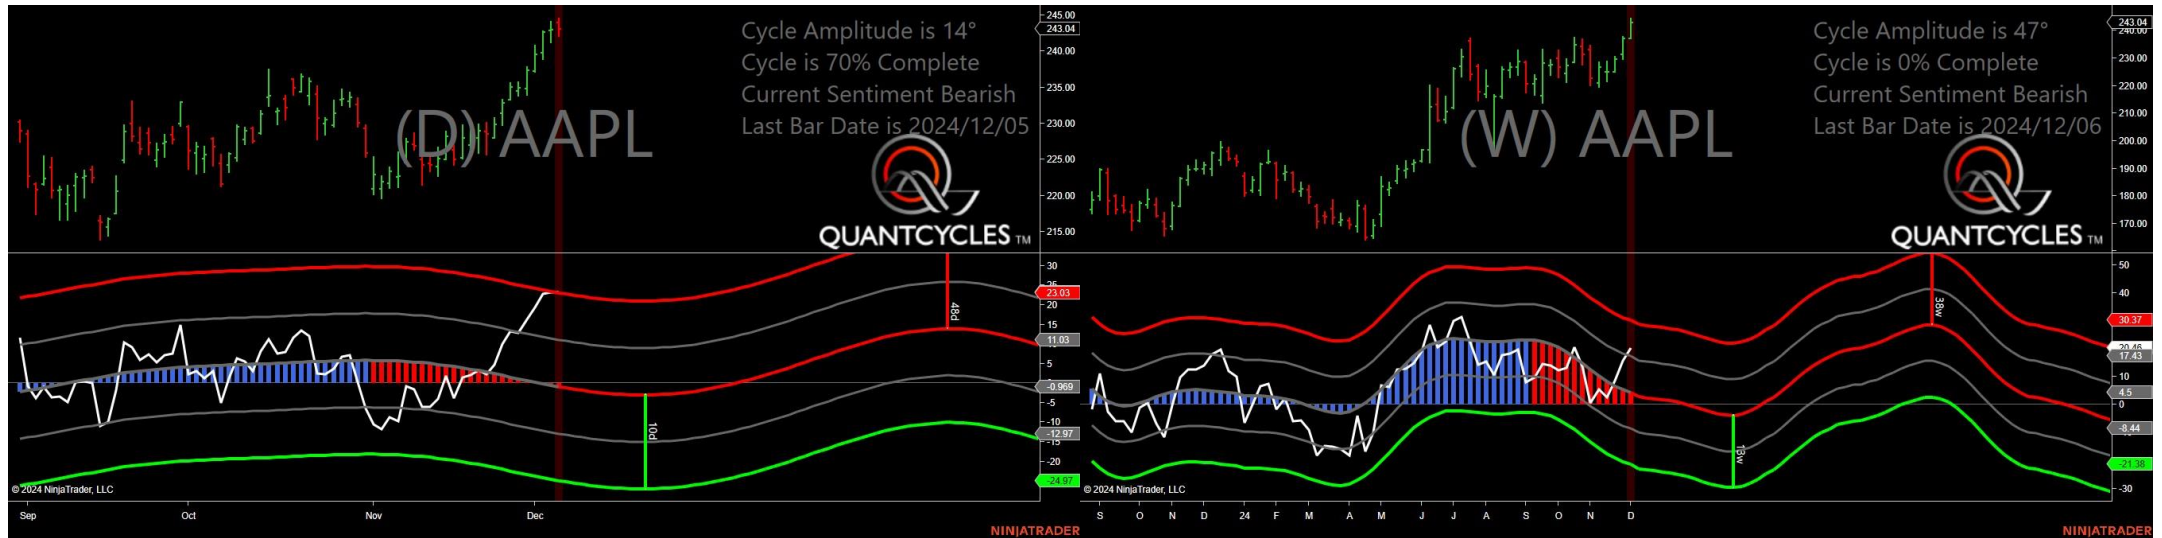 Cycle Amplitude is 14°
Cycle is 70% Complete
Current Sentiment Bearish
Last Bar Date is 2024/12/05
(D) AAPL
QUANTCYCLES TM
245.00
243.04
240.00
235.00
230.00
225.00
220.00
215.00
30
25
23.03
20
15
11.03
5
-0.969
-5
-10
-12.97
-15
-20
-24.97
48d
10d
© 2024 NinjaTrader, LLC
Sep Oct Nov Dec
NINJATRADER
Cycle Amplitude is 47°
Cycle is 0% Complete
Current Sentiment Bearish
Last Bar Date is 2024/12/06
(W) AAPL
QUANTCYCLES TM
243.04
240.00
230.00
220.00
210.00
200.00
190.00
180.00
170.00
50
40
30.37
20.46
17.43
10
4.5
0
-8.44
-21.38
-30
38w
13w
© 2024 NinjaTrader, LLC
S O N D 24 F M A M J J A S O N D
NINJATRADER